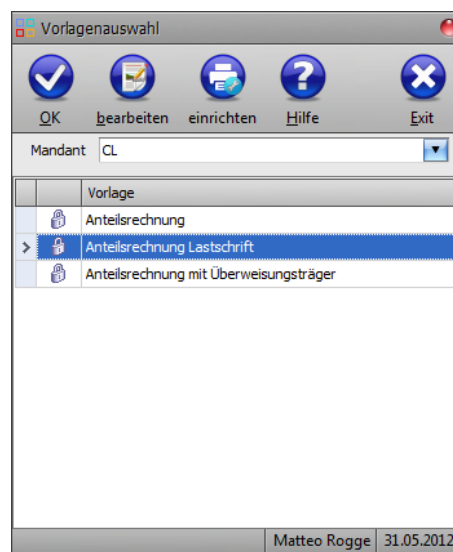 Vorlagenauswahl
OK bearbeiten einrichten Hilfe Exit
Mandant CL
Vorlage
Anteilsrechnung
Anteilsrechnung Lastschrift
Anteilsrechnung mit Überweisungsträger
Matteo Rogge 31.05.2012